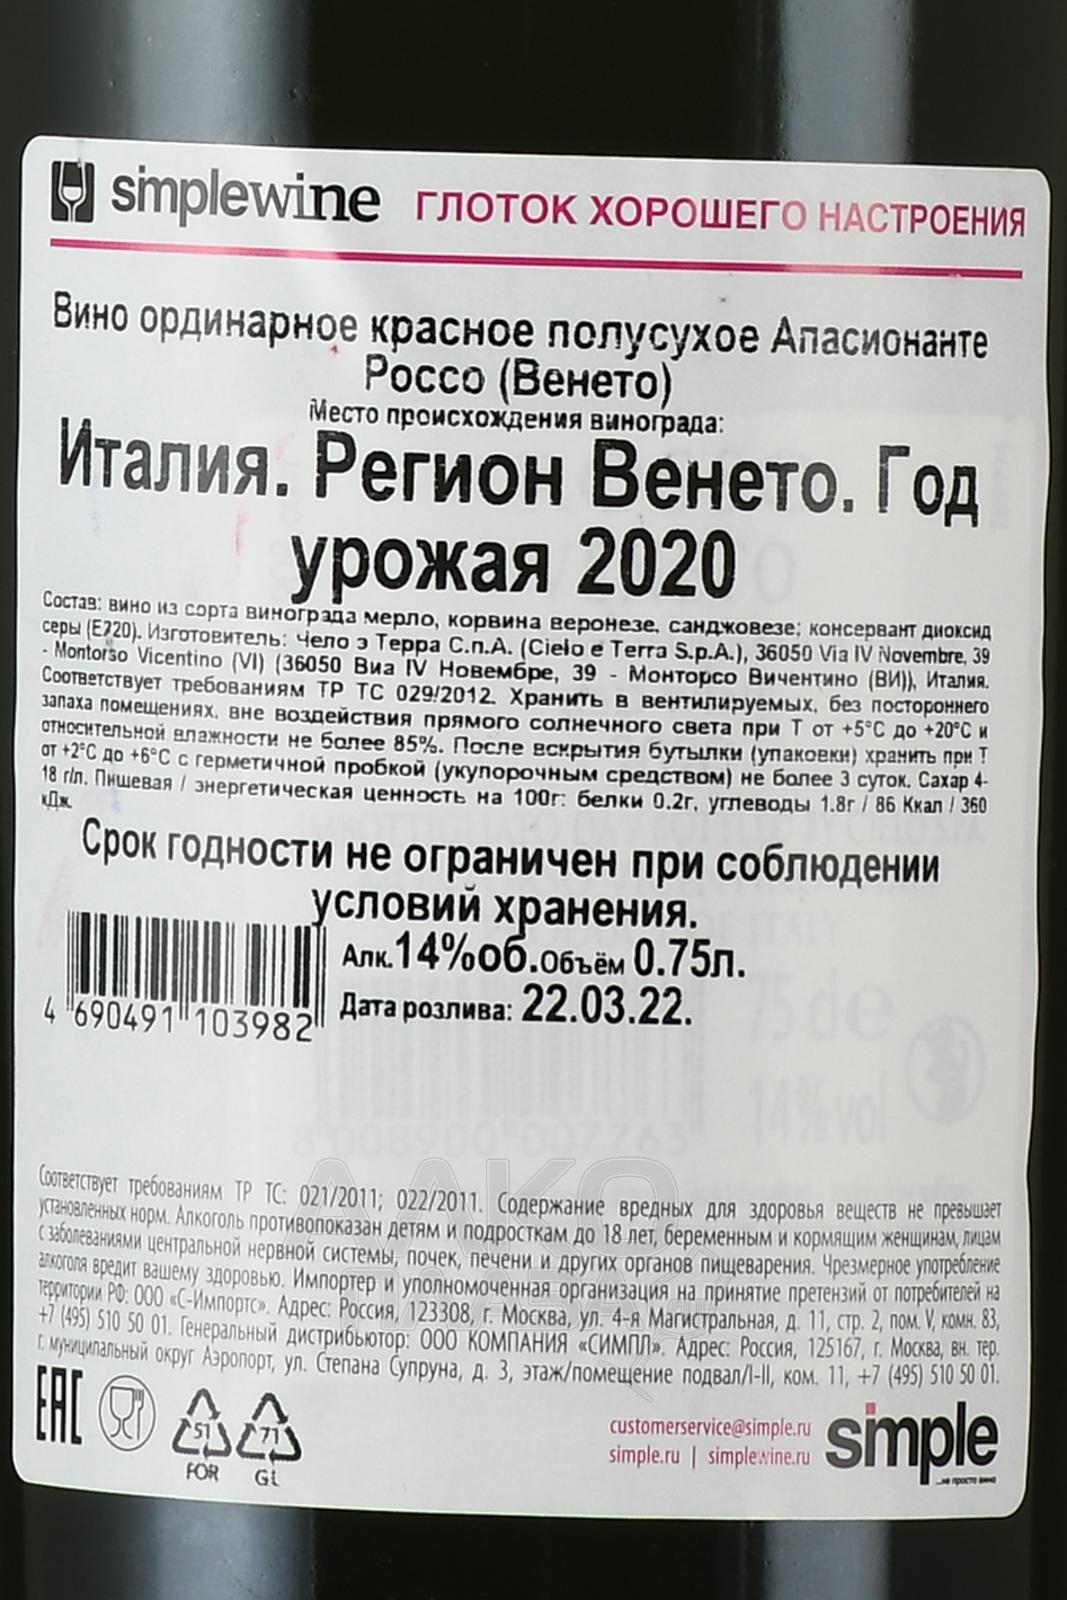 simplewine ГЛОТОК ХОРОШЕГО НАСТРОЕНИЯ
Вино ординарное красное полусухое Апасионанте
Россо (Венето)
Место происхождения винограда:
Италия. Регион Венето. Год
урожая 2020
Состав: вино из сорта винограда мерло, корвина веронезе, санджовезе; консервант диоксид
серы (E220). Изготовитель: Чело э Терра С.п.А. (Cielo e Terra S.p.A.), 36050 Via IV Novembre, 39
- Montorso Vicentino (VI) (36050 Виа IV Новембре, 39 - Монторсо Вичентино (ВИ)), Италия.
Соответствует требованиям ТР ТС 029/2012. Хранить в вентилируемых, без постороннего
запаха помещениях, вне воздействия прямого солнечного света при Т от +5°С до +20°С и
относительной влажности не более 85%. После вскрытия бутылки (упаковки) хранить при Т
от +2°С до +6°С с герметичной пробкой (укупорочным средством) не более 3 суток. Сахар 4-
18 г/л. Пищевая / энергетическая ценность на 100г: белки 0.2г, углеводы 1.8г / 86 Ккал / 360
кДж.
Срок годности не ограничен при соблюдении
условий хранения.
Алк.14%об.Объём 0.75л.
Дата розлива: 22.03.22.
4 690491 103982
75 cl e
14% vol
8 008900 007763
Соответствует требованиям ТР ТС: 021/2011; 022/2011. Содержание вредных для здоровья веществ не превышает
установленных норм. Алкоголь противопоказан детям и подросткам до 18 лет, беременным и кормящим женщинам, лицам
с заболеваниями центральной нервной системы, почек, печени и других органов пищеварения. Чрезмерное употребление
алкоголя вредит вашему здоровью. Импортер и уполномоченная организация на принятие претензий от потребителей на
территории РФ: ООО «С-Импортс». Адрес: Россия, 123308, г. Москва, ул. 4-я Магистральная, д. 11, стр. 2, пом. V, комн. 83,
+7 (495) 510 50 01. Генеральный дистрибьютор: ООО КОМПАНИЯ «СИМПЛ». Адрес: Россия, 125167, г. Москва, вн. тер.
г. муниципальный округ Аэропорт, ул. Степана Супруна, д. 3, этаж/помещение подвал/I-II, ком. 11, +7 (495) 510 50 01.
EAC
51
FOR
71
GL
customerservice@simple.ru
simple.ru | simplewine.ru
simple
...не просто вино